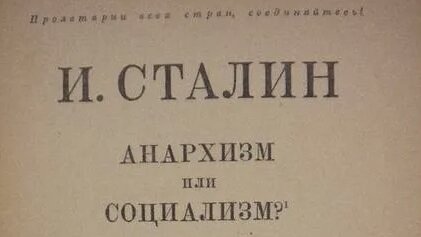 Пролетарии всех стран, соединяйтесь!
И. СТАЛИН
АНАРХИЗМ
или
СОЦИАЛИЗМ?¹